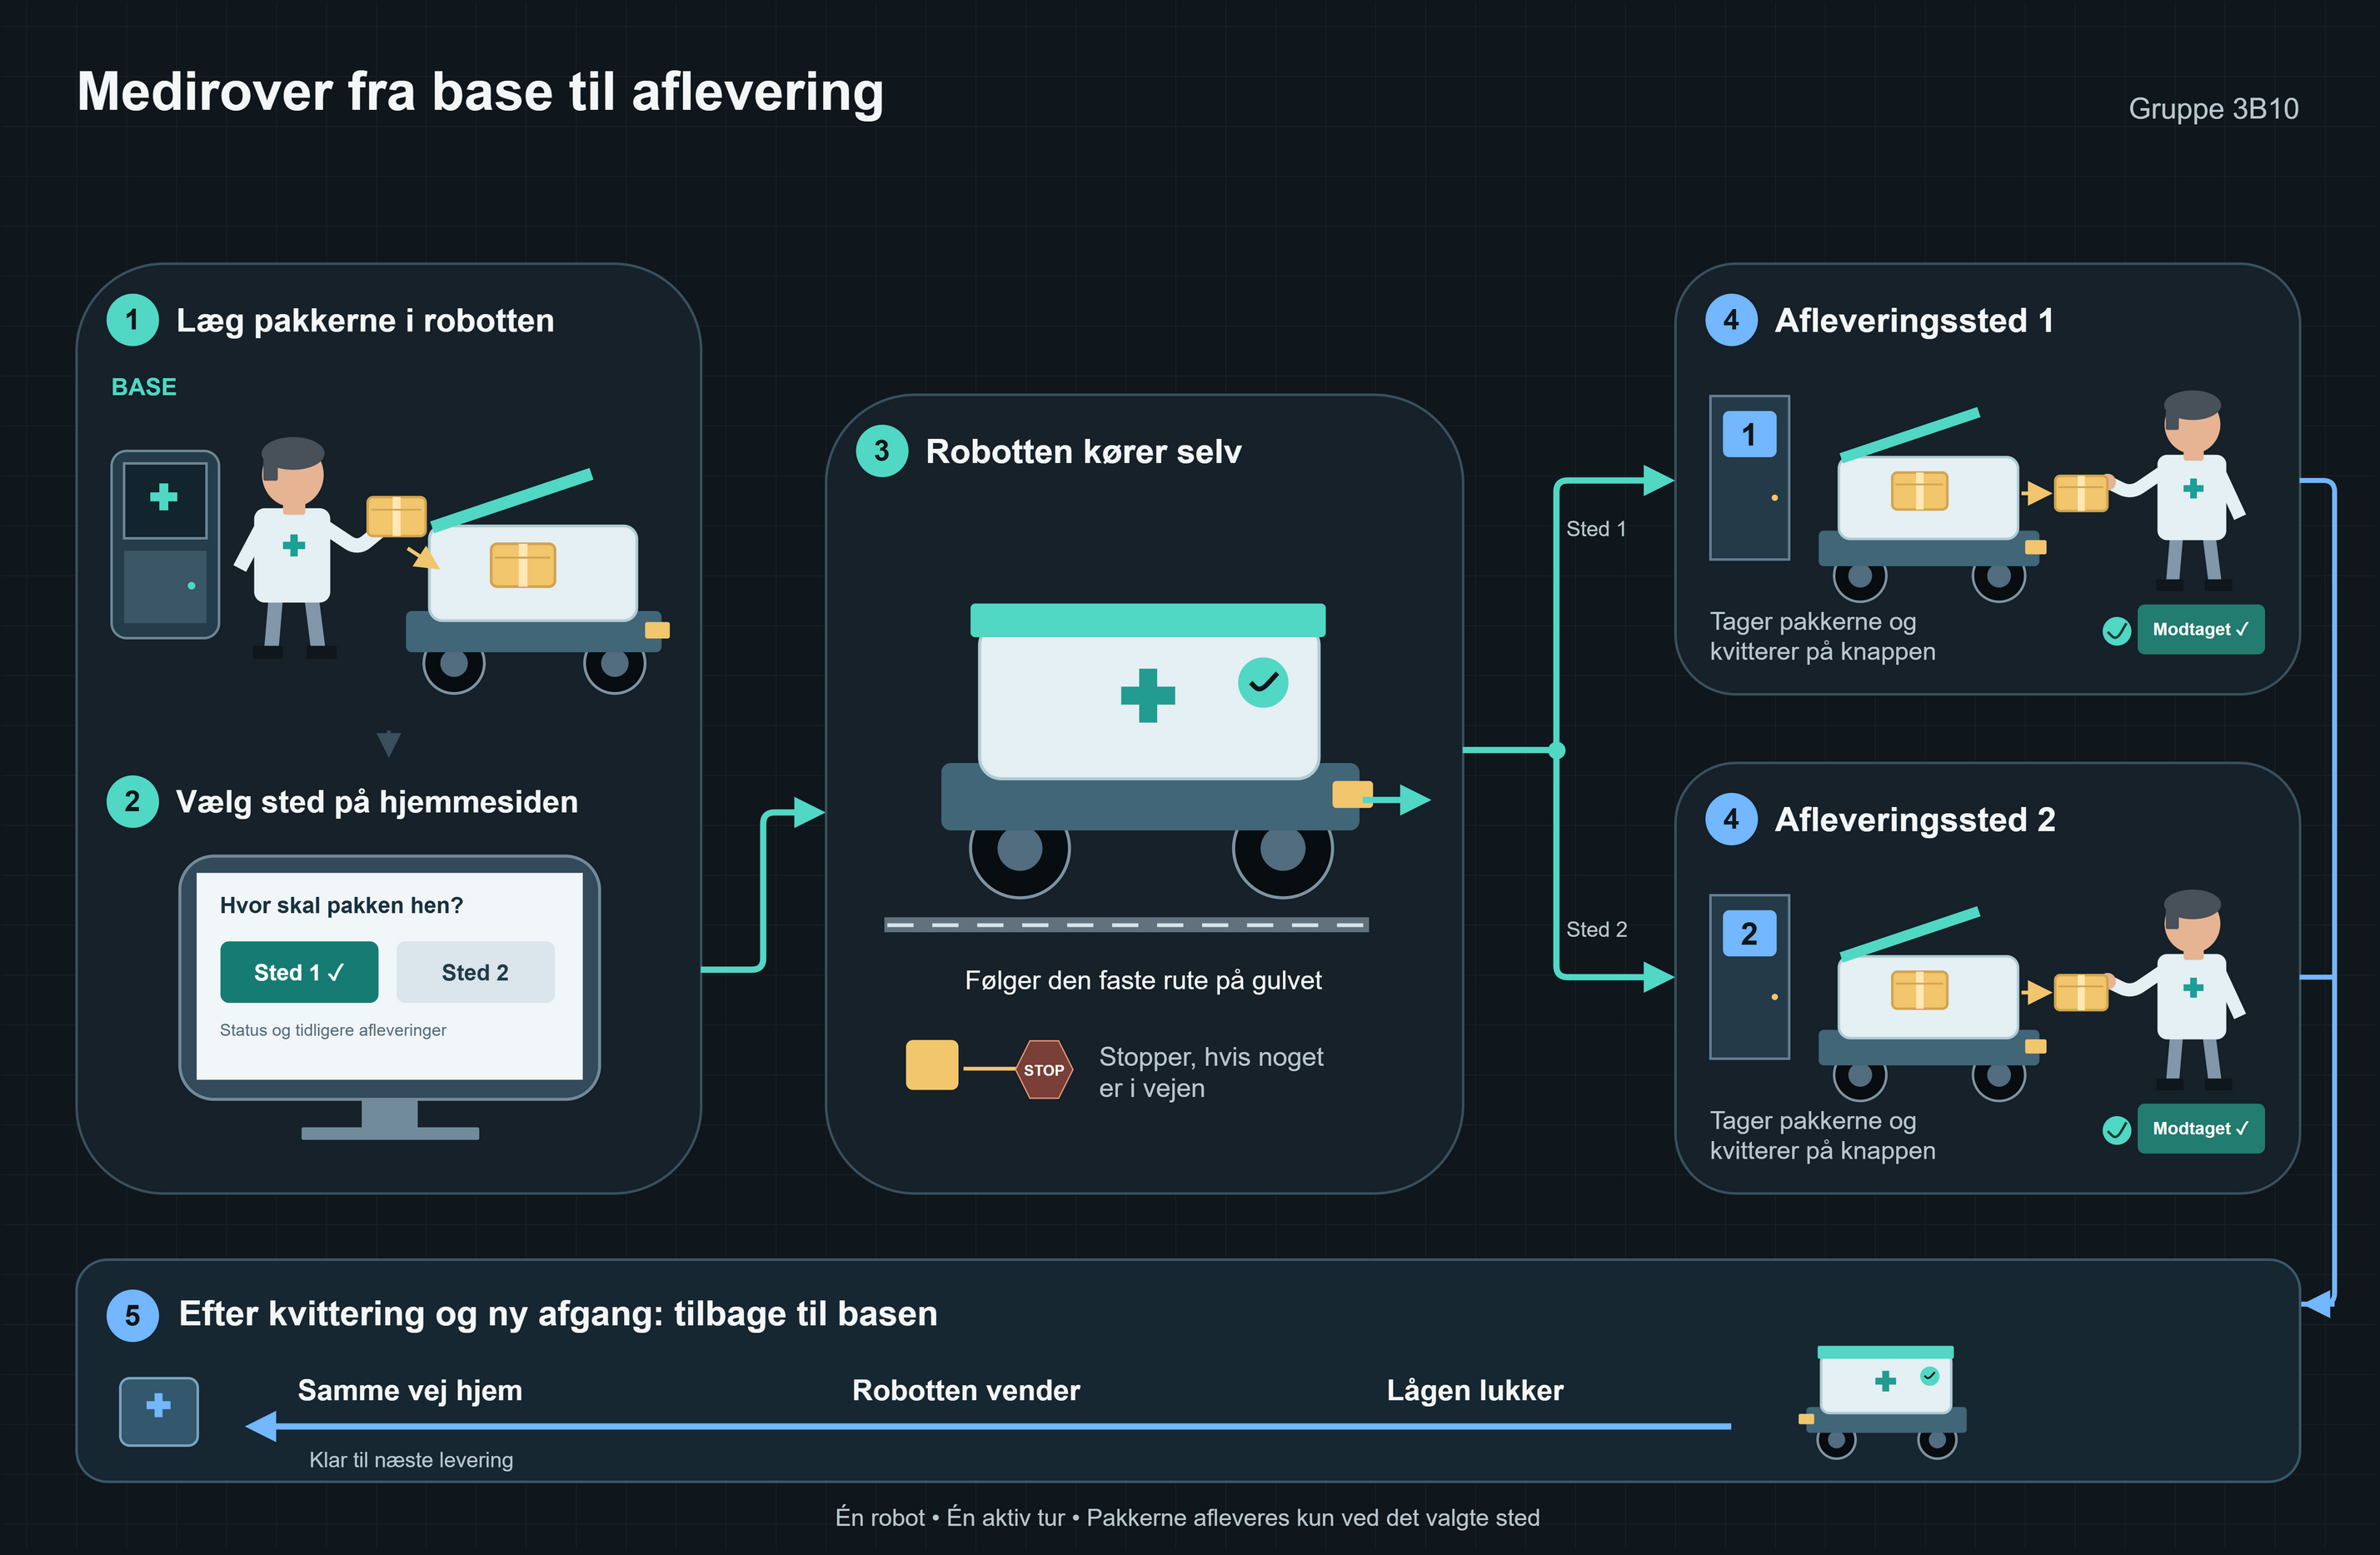 Medirover fra base til aflevering
Gruppe 3B10
1 Læg pakkerne i robotten
BASE
2 Vælg sted på hjemmesiden
Hvor skal pakken hen?
Sted 1 ✓
Sted 2
Status og tidligere afleveringer
3 Robotten kører selv
Følger den faste rute på gulvet
STOP
Stopper, hvis noget
er i vejen
Sted 1
Sted 2
4 Afleveringssted 1
1
Tager pakkerne og
kvitterer på knappen
Modtaget ✓
4 Afleveringssted 2
2
Tager pakkerne og
kvitterer på knappen
Modtaget ✓
5 Efter kvittering og ny afgang: tilbage til basen
Samme vej hjem
Robotten vender
Lågen lukker
Klar til næste levering
Én robot • Én aktiv tur • Pakkerne afleveres kun ved det valgte sted